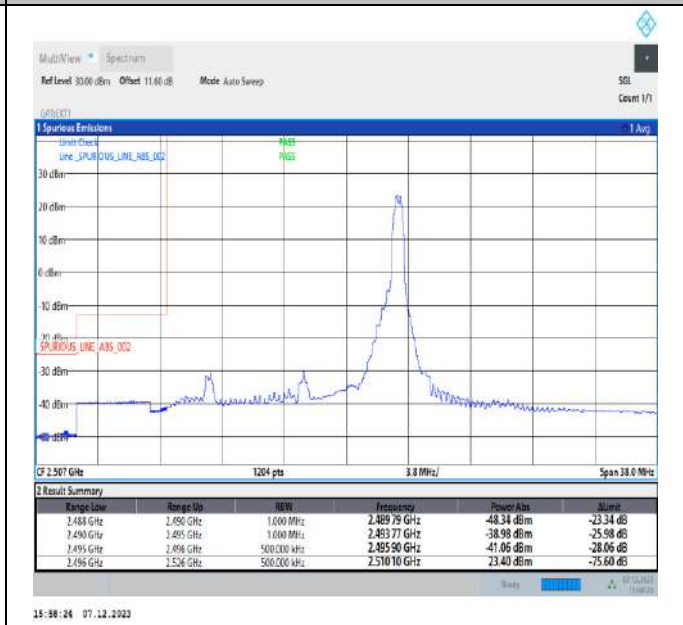 MultiView Spectrum
Ref Level 30.00 dBm Offset 11.60 dB Mode Auto Sweep SGL
Count 1/1
1 Spurious Emissions 1 Avg
Limit Check PASS
Line _SPURIOUS_LINE_ABS_002 PASS
30 dBm
20 dBm
10 dBm
0 dBm
-10 dBm
-20 dBm
_SPURIOUS_LINE_ABS_002
-30 dBm
-40 dBm
CF 2.507 GHz 1204 pts 3.8 MHz/ Span 38.0 MHz
2 Result Summary
Range Low Range Up RBW Frequency Power Abs ΔLimit
2.488 GHz 2.490 GHz 1.000 MHz 2.48979 GHz -48.34 dBm -23.34 dB
2.490 GHz 2.495 GHz 1.000 MHz 2.49377 GHz -38.98 dBm -25.98 dB
2.495 GHz 2.496 GHz 500.000 kHz 2.49590 GHz -41.06 dBm -28.06 dB
2.496 GHz 2.526 GHz 2.51010 GHz 23.40 dBm -75.60 dB
Ready
15:58:24 07.12.2023